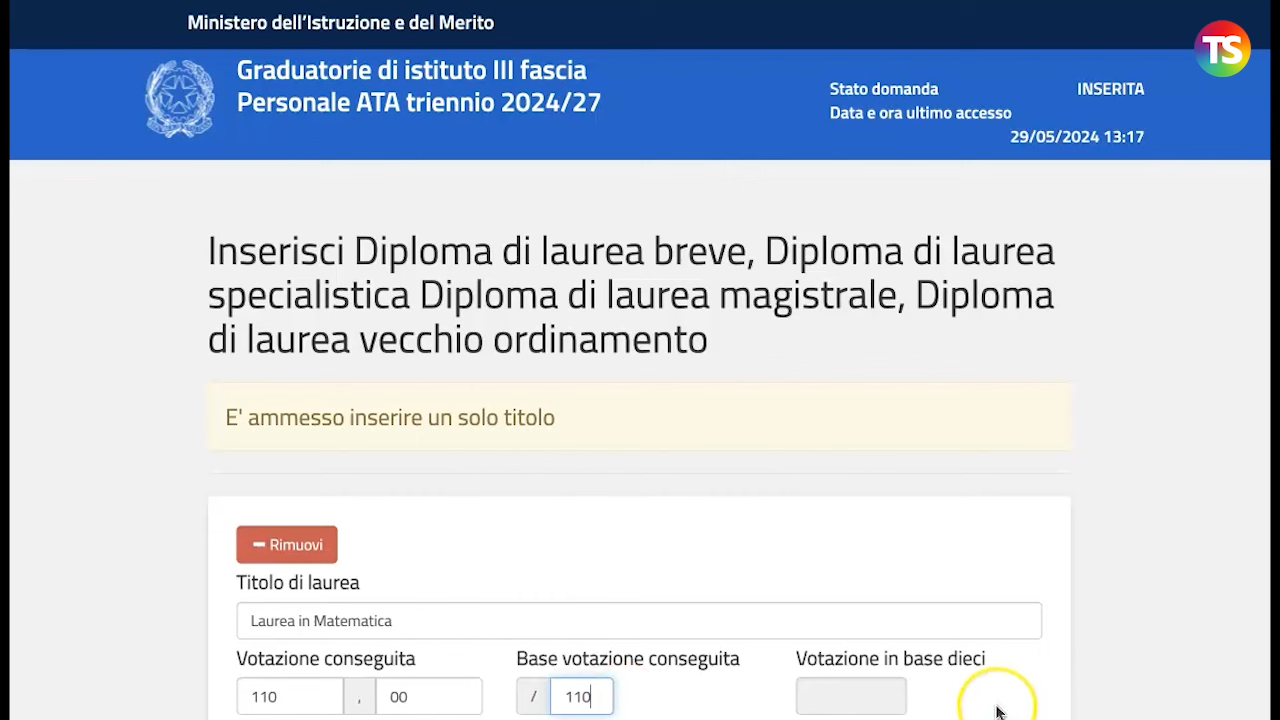 Ministero dell'Istruzione e del Merito
TS
Graduatorie di istituto III fascia
Personale ATA triennio 2024/27
Stato domanda INSERITA
Data e ora ultimo accesso
29/05/2024 13:17
Inserisci Diploma di laurea breve, Diploma di laurea
specialistica Diploma di laurea magistrale, Diploma
di laurea vecchio ordinamento
E' ammesso inserire un solo titolo
Rimuovi
Titolo di laurea
Laurea in Matematica
Votazione conseguita Base votazione conseguita Votazione in base dieci
110 , 00 / 110